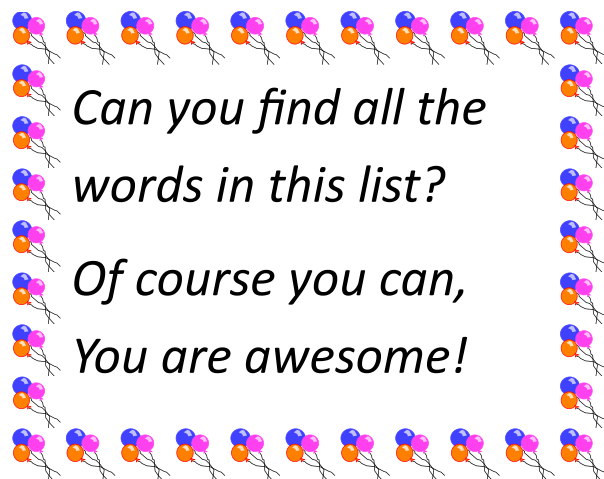 Can you find all the
words in this list?
Of course you can,
You are awesome!